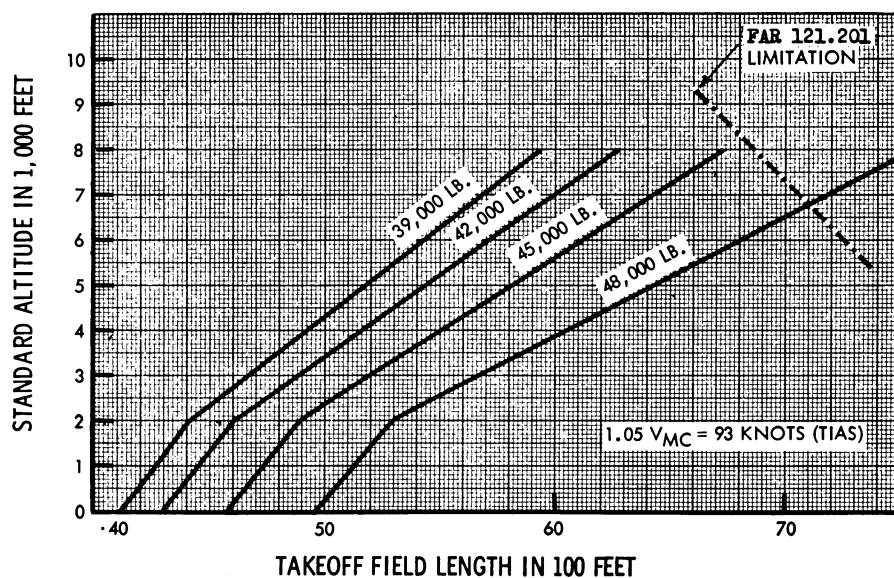 STANDARD ALTITUDE IN 1,000 FEET
11
10
9
8
7
6
5
4
3
2
1
0
FAR 121.201
LIMITATION
39,000 LB.
42,000 LB.
45,000 LB.
48,000 LB.
1.05 VMC = 93 KNOTS (TIAS)
40
50
60
70
TAKEOFF FIELD LENGTH IN 100 FEET